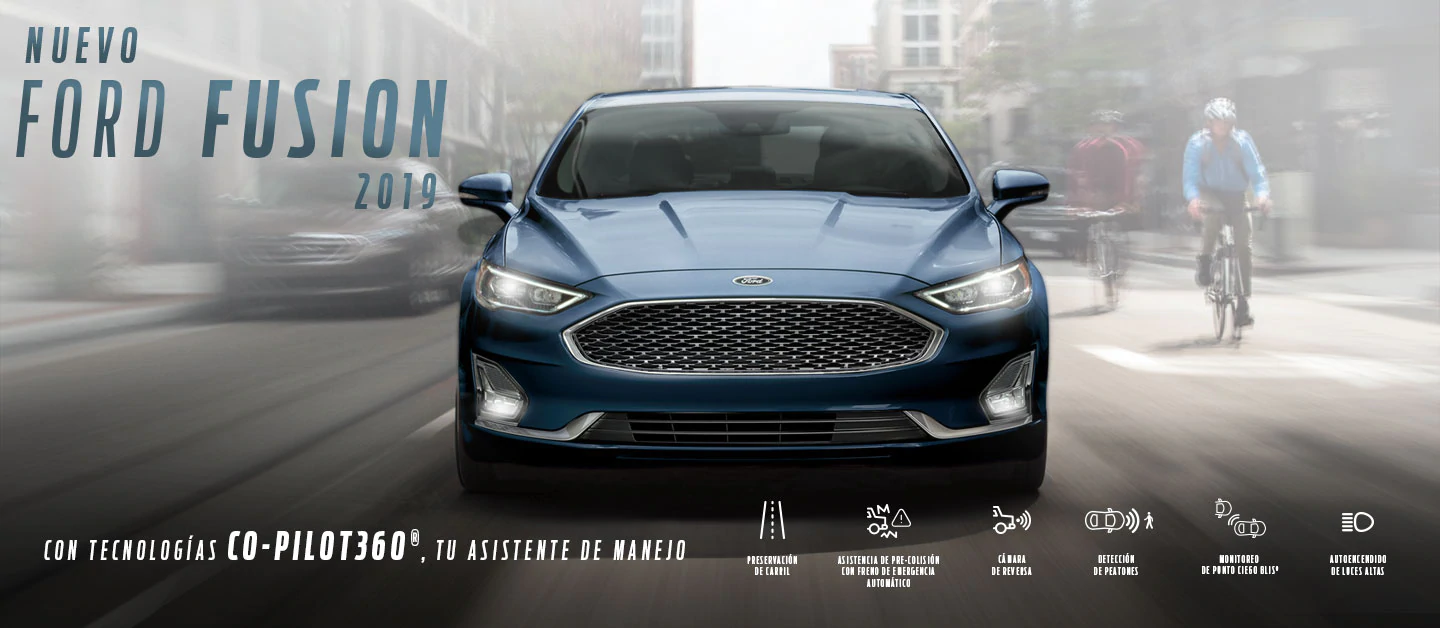 NUEVO
FORD FUSION
2019
Ford
CON TECNOLOGÍAS CO-PILOT360®, TU ASISTENTE DE MANEJO
PRESERVACIÓN
DE CARRIL
ASISTENCIA DE PRE-COLISIÓN
CON FRENO DE EMERGENCIA
AUTOMÁTICO
CÁMARA
DE REVERSA
DETECCIÓN
DE PEATONES
MONITOREO
DE PUNTO CIEGO BLIS®
AUTOENCENDIDO
DE LUCES ALTAS